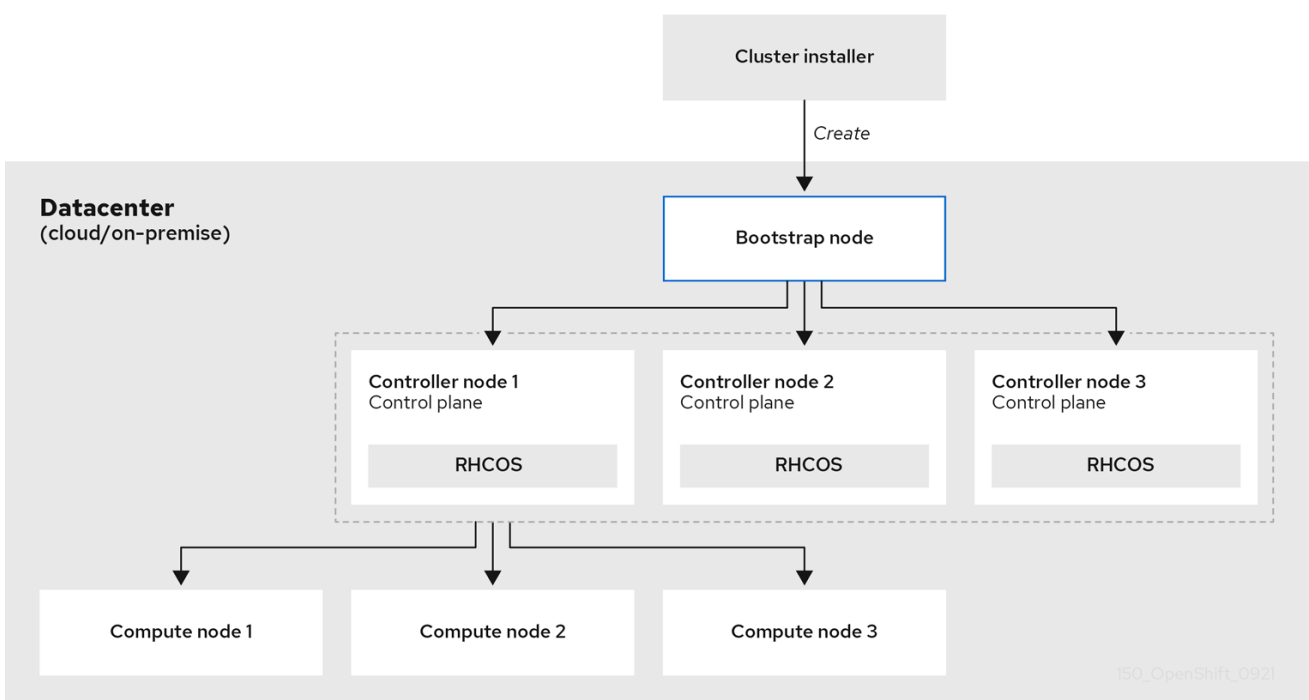 Cluster installer
Create
Datacenter
(cloud/on-premise)
Bootstrap node
Controller node 1
Control plane
RHCOS
Controller node 2
Control plane
RHCOS
Controller node 3
Control plane
RHCOS
Compute node 1
Compute node 2
Compute node 3
150_OpenShift_0921